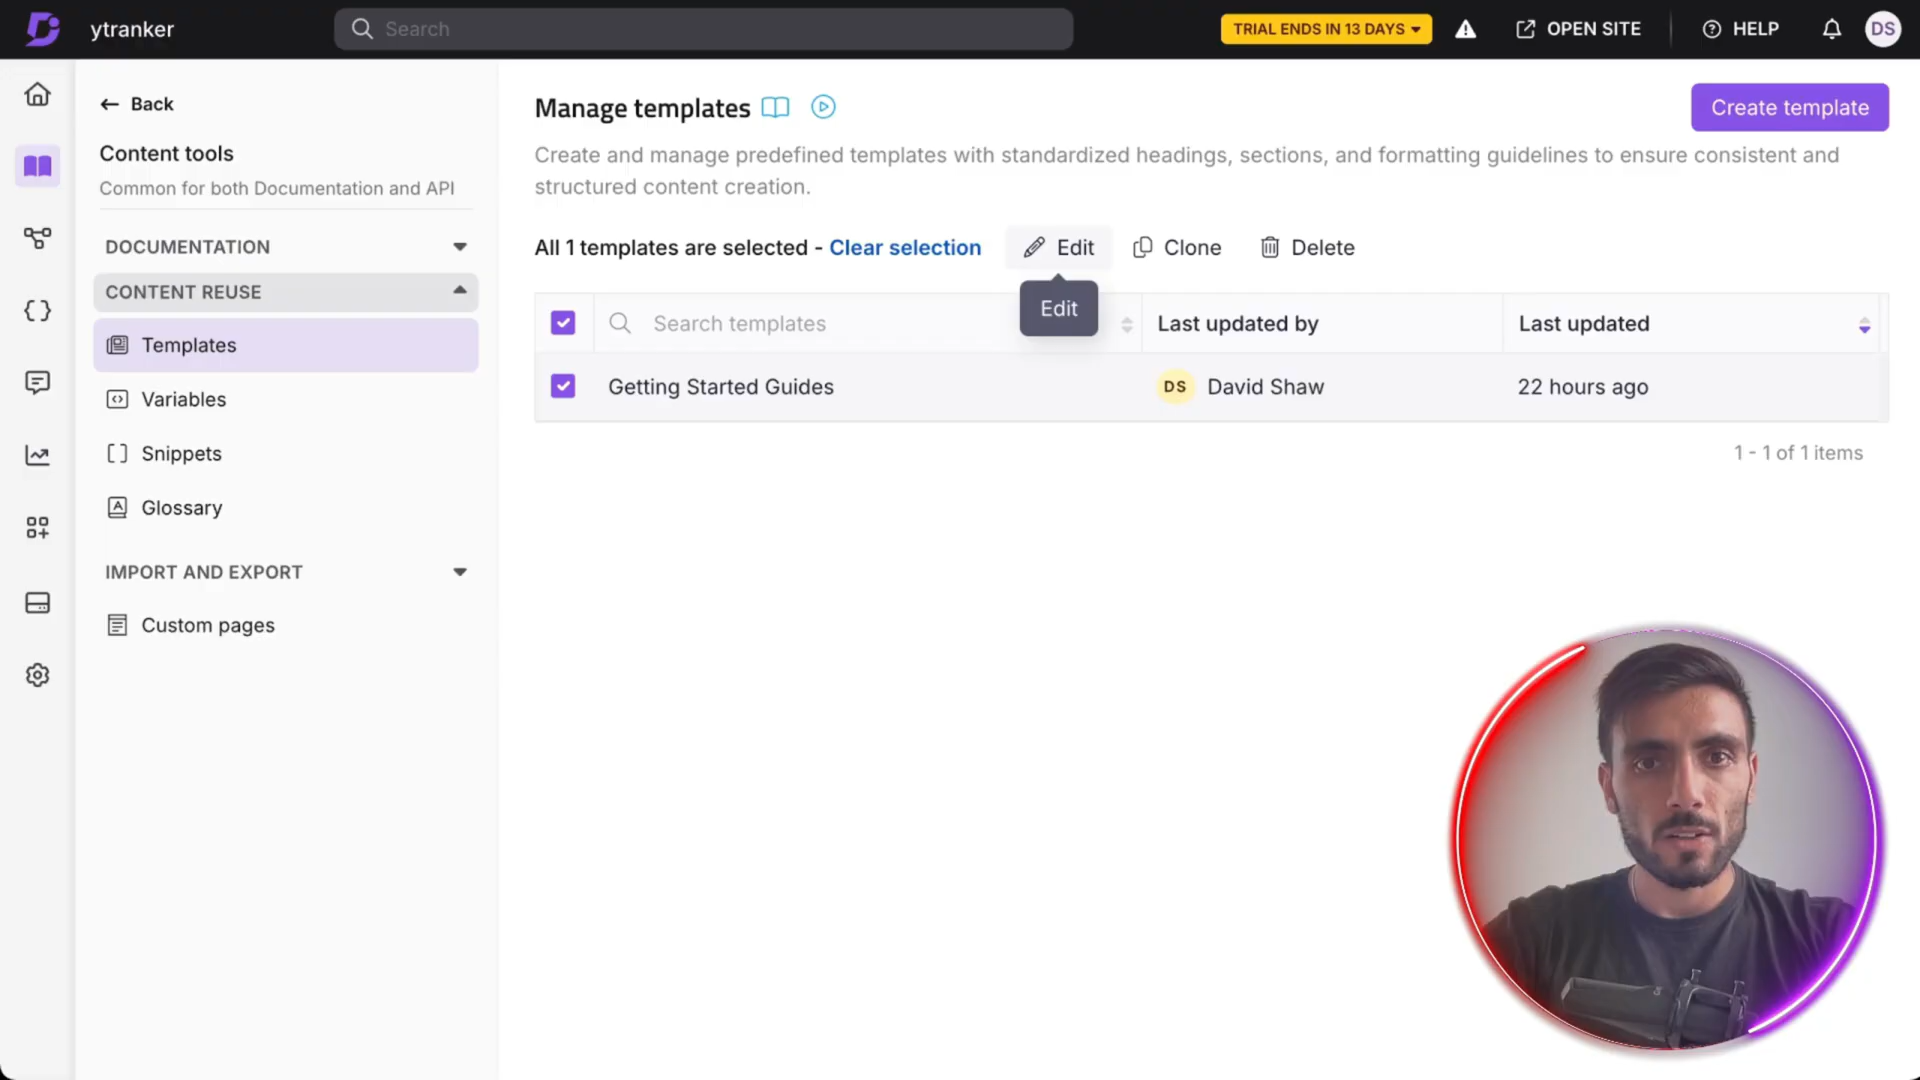 ytranker
Search
TRIAL ENDS IN 13 DAYS
OPEN SITE
HELP
DS
Back
Content tools
Common for both Documentation and API
DOCUMENTATION
CONTENT REUSE
Templates
Variables
Snippets
Glossary
IMPORT AND EXPORT
Custom pages
Manage templates
Create template
Create and manage predefined templates with standardized headings, sections, and formatting guidelines to ensure consistent and
structured content creation.
All 1 templates are selected - Clear selection
Edit
Clone
Delete
Edit
Search templates
Last updated by
Last updated
Getting Started Guides
DS
David Shaw
22 hours ago
1 - 1 of 1 items